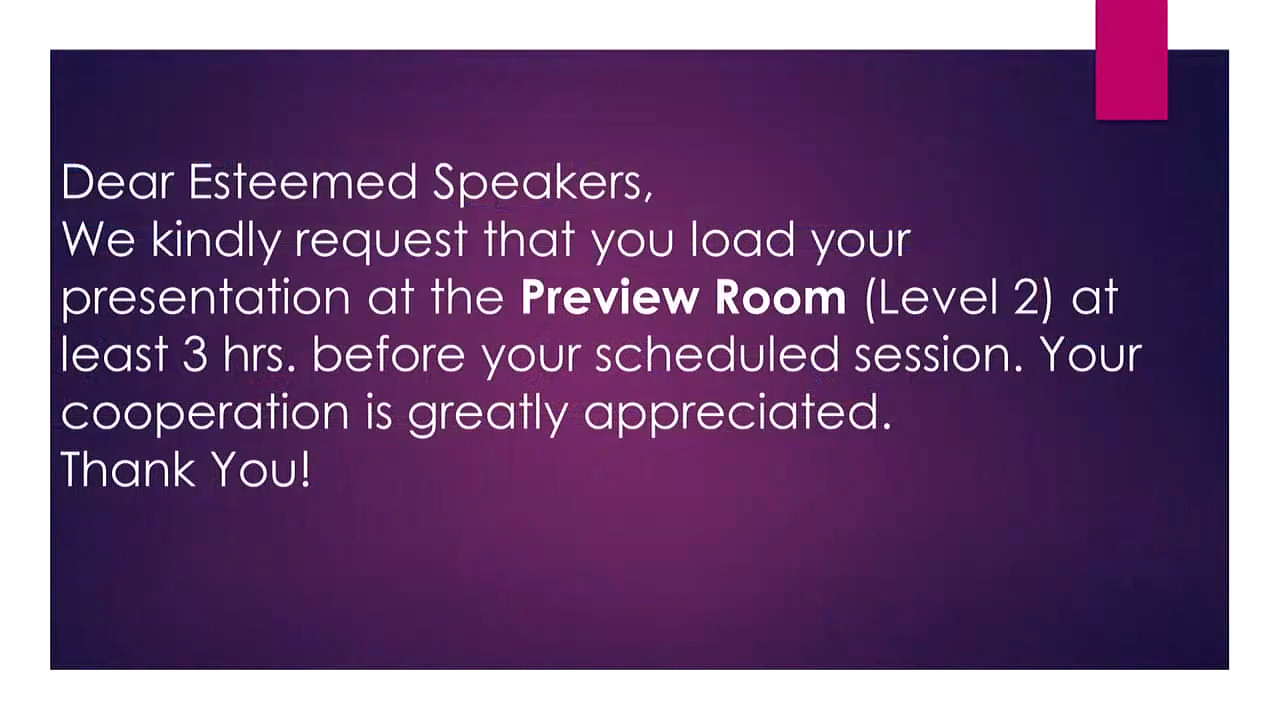 Dear Esteemed Speakers,
We kindly request that you load your
presentation at the Preview Room (Level 2) at
least 3 hrs. before your scheduled session. Your
cooperation is greatly appreciated.
Thank You!